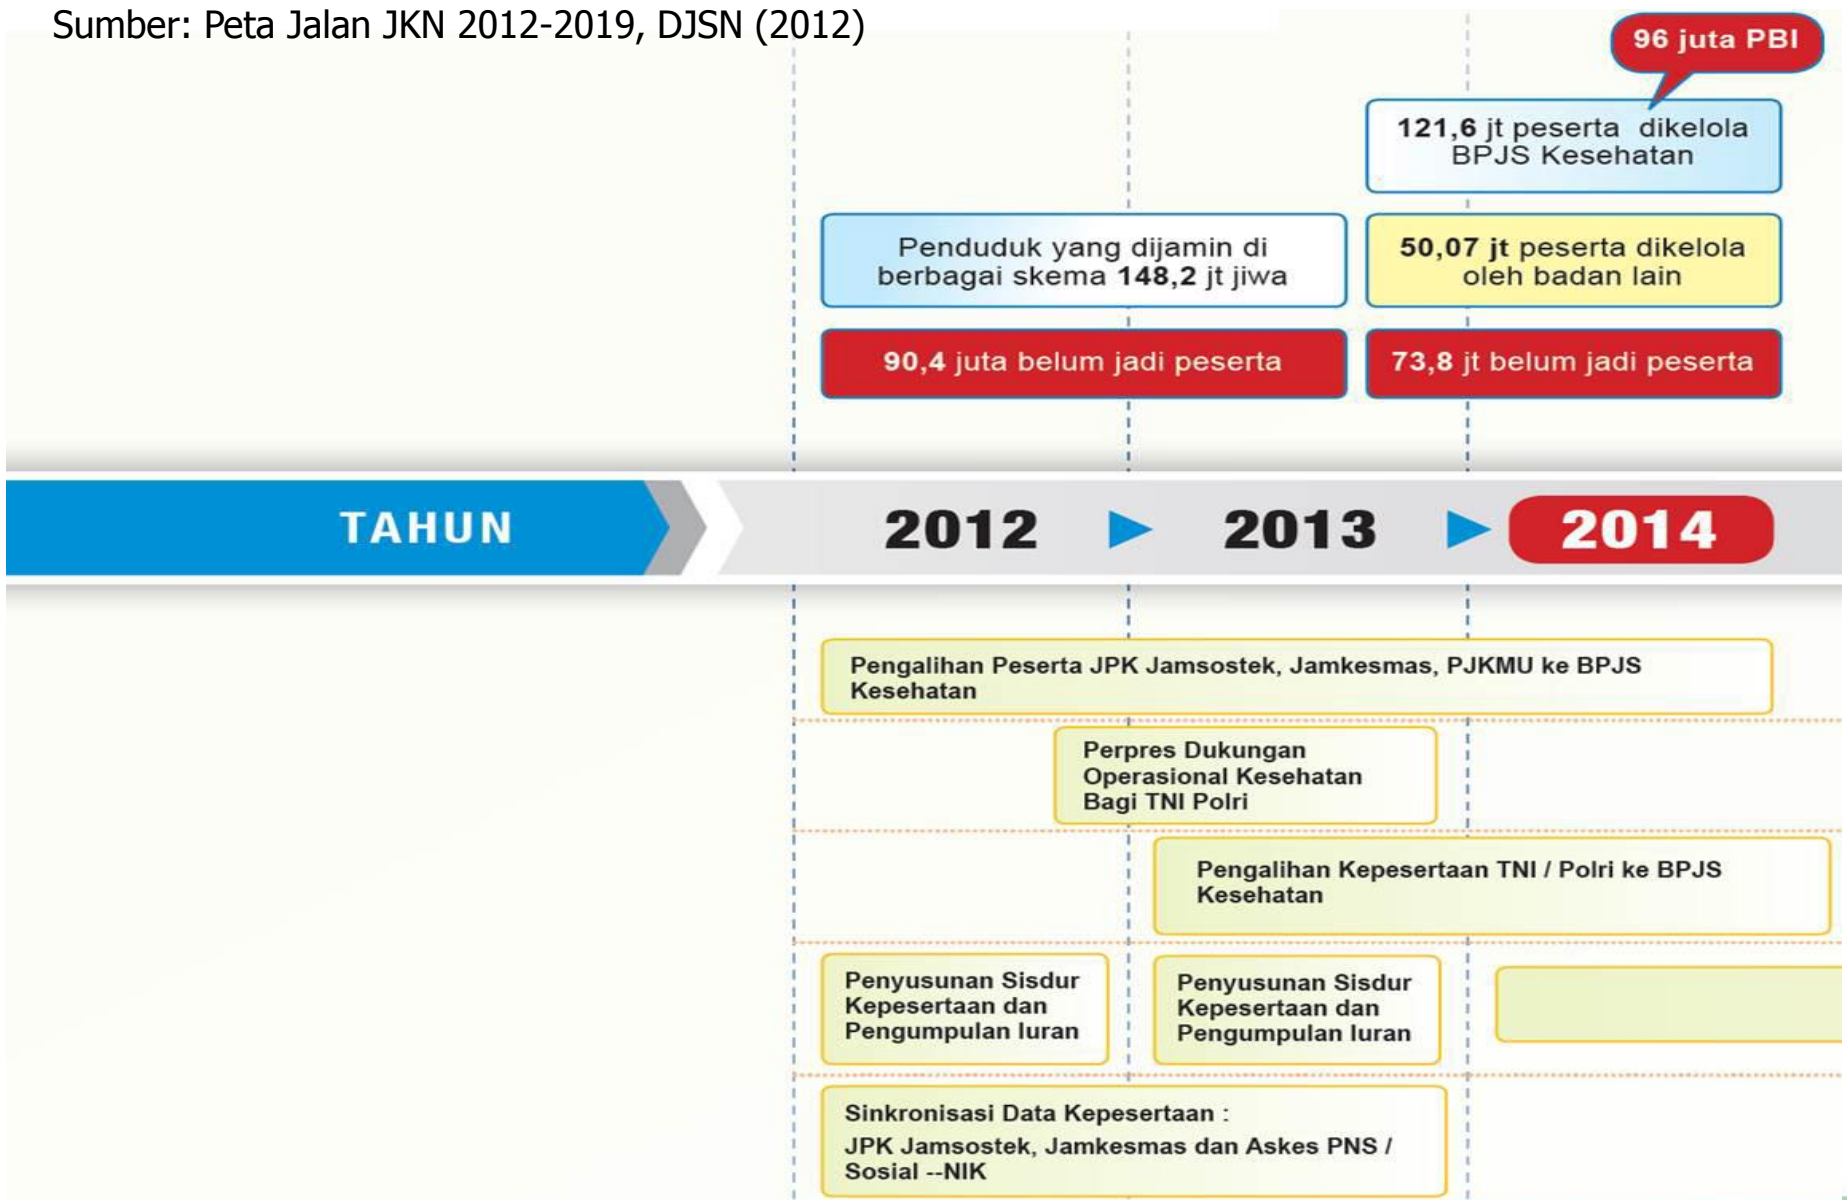 Sumber: Peta Jalan JKN 2012-2019, DJSN (2012)
96 juta PBI
121,6 jt peserta dikelola
BPJS Kesehatan
Penduduk yang dijamin di
berbagai skema 148,2 jt jiwa
50,07 jt peserta dikelola
oleh badan lain
90,4 juta belum jadi peserta
73,8 jt belum jadi peserta
TAHUN
2012
2013
2014
Pengalihan Peserta JPK Jamsostek, Jamkesmas, PJKMU ke BPJS
Kesehatan
Perpres Dukungan
Operasional Kesehatan
Bagi TNI Polri
Pengalihan Kepesertaan TNI / Polri ke BPJS
Kesehatan
Penyusunan Sisdur
Kepesertaan dan
Pengumpulan Iuran
Penyusunan Sisdur
Kepesertaan dan
Pengumpulan Iuran
Sinkronisasi Data Kepesertaan :
JPK Jamsostek, Jamkesmas dan Askes PNS /
Sosial --NIK